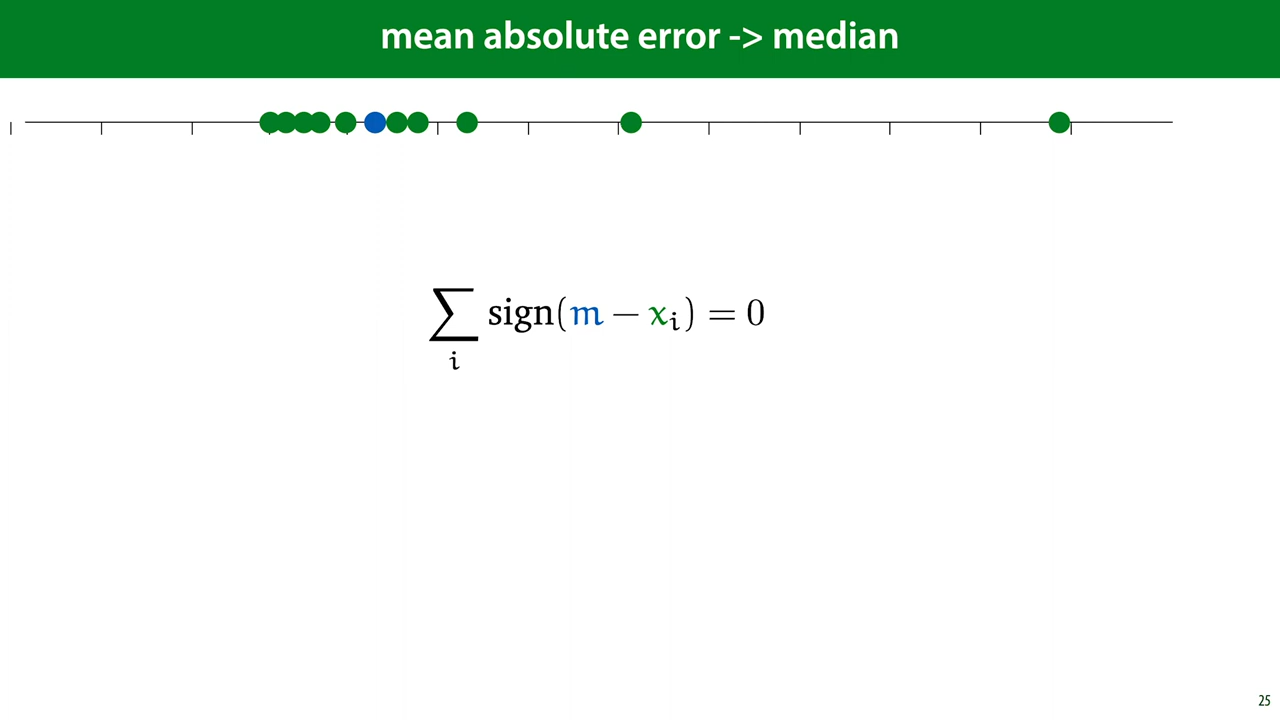 mean absolute error -> median
∑ sign(m − xᵢ) = 0
i
25